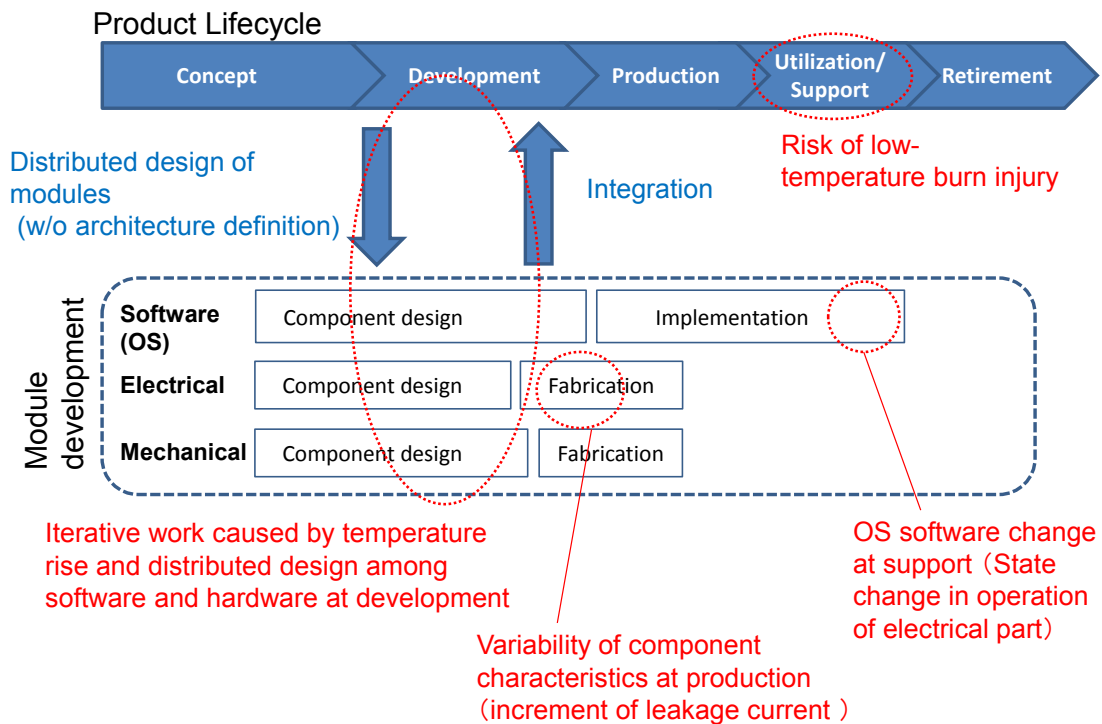 Product Lifecycle
Concept
Development
Production
Utilization/
Support
Retirement
Distributed design of
modules
(w/o architecture definition)
Integration
Risk of low-
temperature burn injury
Module
development
Software
(OS)
Component design
Implementation
Electrical
Component design
Fabrication
Mechanical
Component design
Fabrication
Iterative work caused by temperature
rise and distributed design among
software and hardware at development
Variability of component
characteristics at production
（increment of leakage current ）
OS software change
at support（State
change in operation
of electrical part）